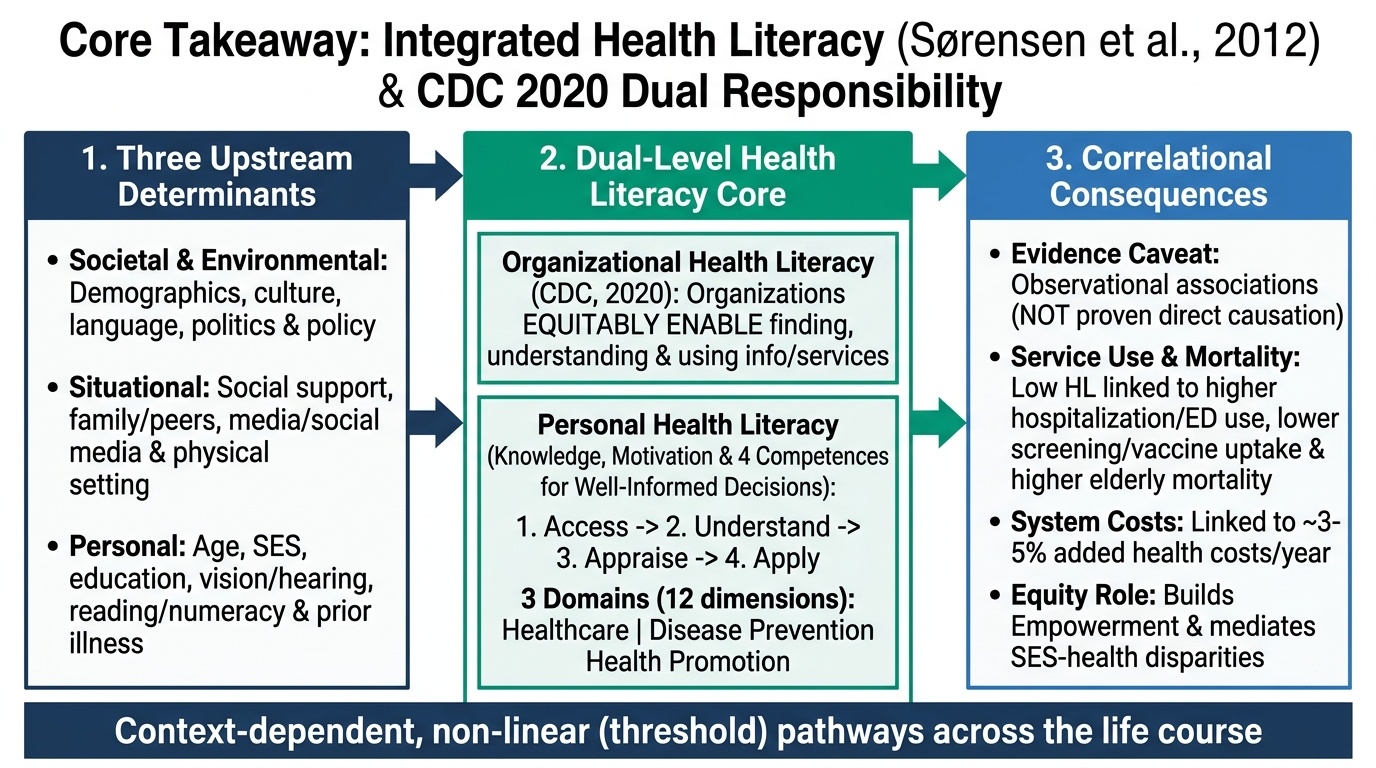 Core Takeaway: Integrated Health Literacy (Sørensen et al., 2012)
& CDC 2020 Dual Responsibility
1. Three Upstream
Determinants
• Societal & Environmental:
Demographics, culture,
language, politics & policy
• Situational: Social support,
family/peers, media/social
media & physical
setting
• Personal: Age, SES,
education, vision/hearing,
reading/numeracy & prior
illness
2. Dual-Level Health
Literacy Core
Organizational Health Literacy
(CDC, 2020): Organizations
EQUITABLY ENABLE finding,
understanding & using info/services
Personal Health Literacy
(Knowledge, Motivation & 4 Competences
for Well-Informed Decisions):
1. Access -> 2. Understand ->
3. Appraise -> 4. Apply
3 Domains (12 dimensions):
Healthcare | Disease Prevention
Health Promotion
3. Correlational
Consequences
• Evidence Caveat:
Observational associations
(NOT proven direct causation)
• Service Use & Mortality:
Low HL linked to higher
hospitalization/ED use, lower
screening/vaccine uptake &
higher elderly mortality
• System Costs: Linked to ~3-
5% added health costs/year
• Equity Role: Builds
Empowerment & mediates
SES-health disparities
Context-dependent, non-linear (threshold) pathways across the life course